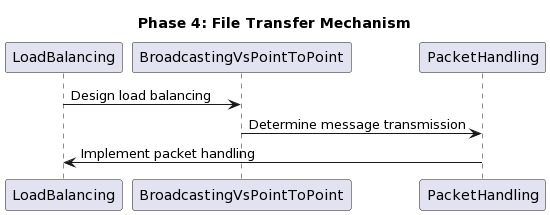 Phase 4: File Transfer Mechanism
LoadBalancing BroadcastingVsPointToPoint PacketHandling
Design load balancing
Determine message transmission
Implement packet handling
LoadBalancing BroadcastingVsPointToPoint PacketHandling